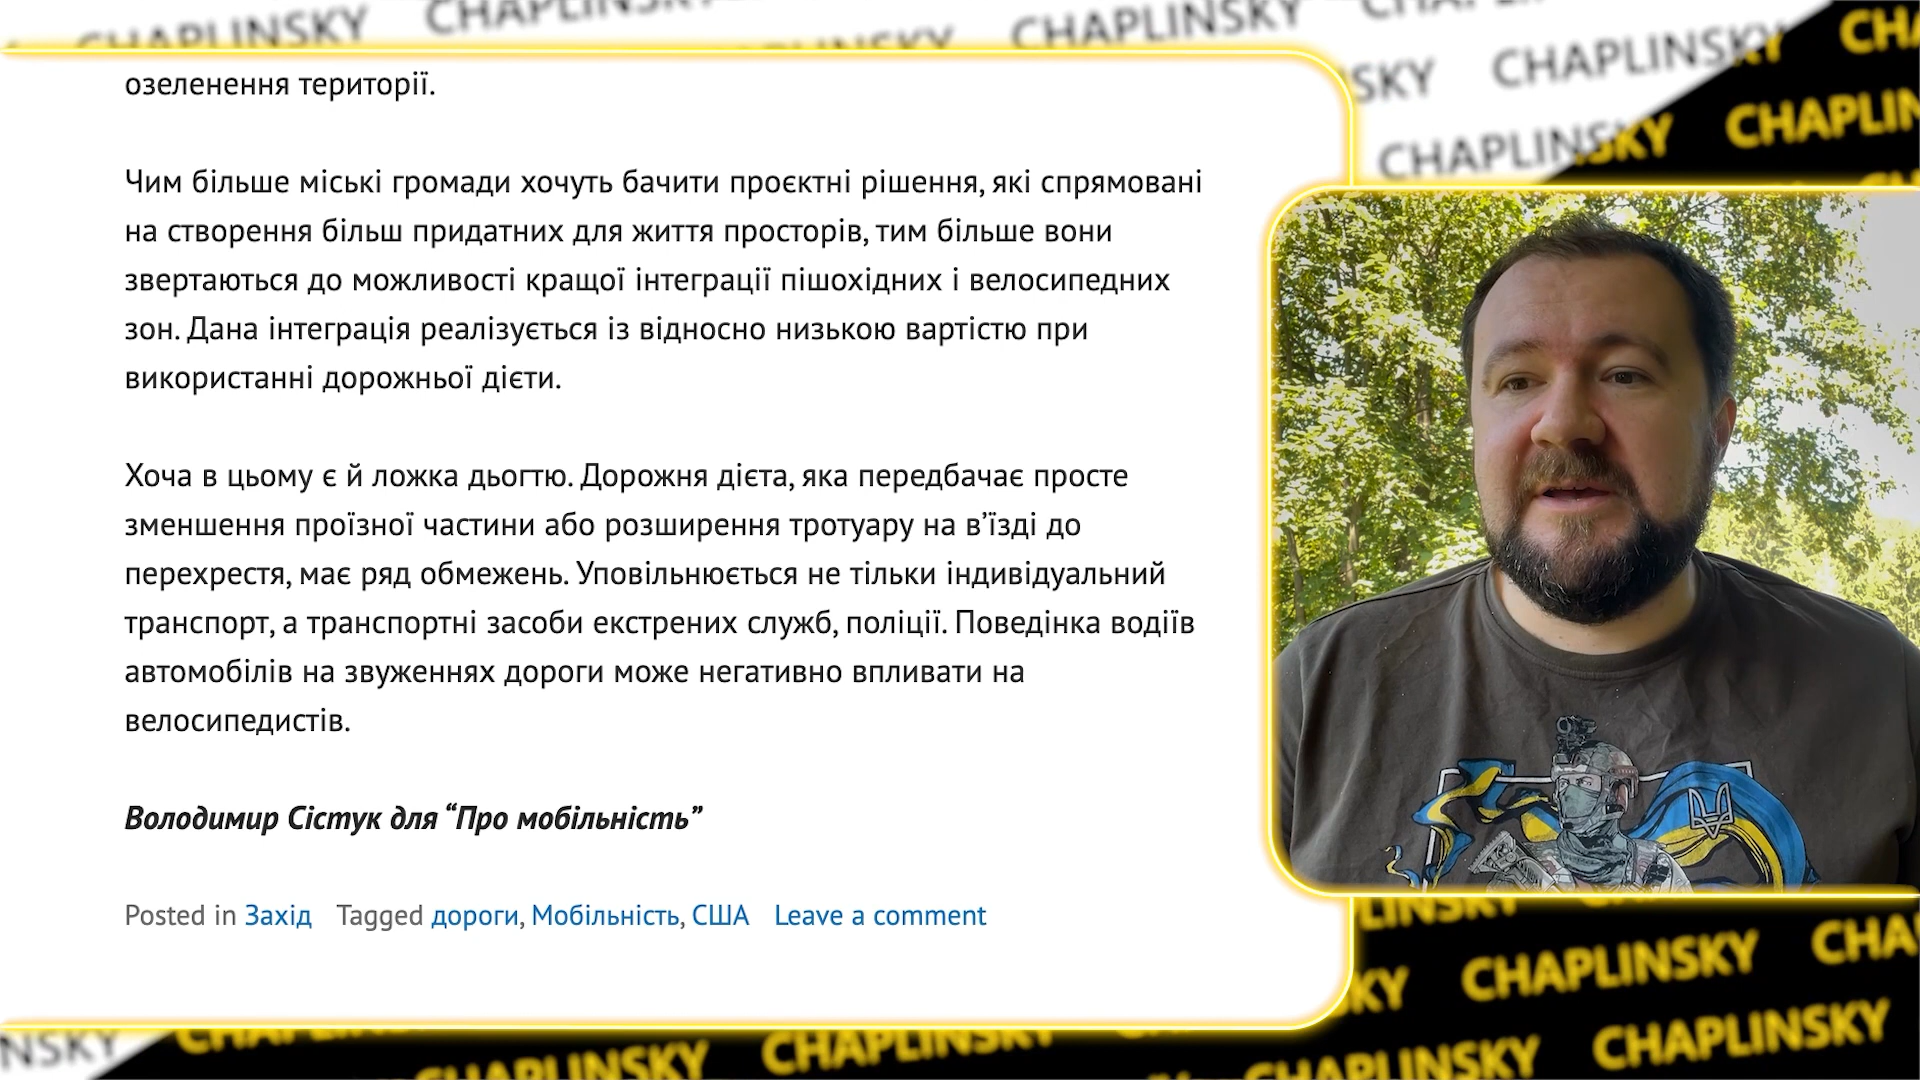 CHAPLINSKY CHAPLINSKY CHAPLINSKY
CHAPLINSKY
CHAPLINSKY
озеленення території.
Чим більше міські громади хочуть бачити проєктні рішення, які спрямовані
на створення більш придатних для життя просторів, тим більше вони
звертаються до можливості кращої інтеграції пішохідних і велосипедних
зон. Дана інтеграція реалізується із відносно низькою вартістю при
використанні дорожньої дієти.
Хоча в цьому є й ложка дьогтю. Дорожня дієта, яка передбачає просте
зменшення проїзної частини або розширення тротуару на в’їзді до
перехрестя, має ряд обмежень. Уповільнюється не тільки індивідуальний
транспорт, а транспортні засоби екстрених служб, поліції. Поведінка водіїв
автомобілів на звуженнях дороги може негативно впливати на
велосипедистів.
Володимир Сістук для “Про мобільність”
Posted in Захід Tagged дороги, Мобільність, США Leave a comment
CHAPLINSKY
CHAPLINSKY
CHAPLINSKY